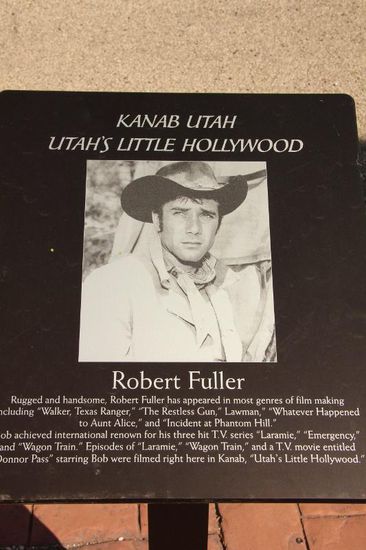 KANAB UTAH
UTAH'S LITTLE HOLLYWOOD
Robert Fuller
Rugged and handsome, Robert Fuller has appeared in most genres of film making
ncluding "Walker, Texas Ranger," "The Restless Gun," Lawman," "Whatever Happened
to Aunt Alice," and "Incident at Phantom Hill."
ob achieved international renown for his three hit T.V. series "Laramie," "Emergency,"
and "Wagon Train." Episodes of "Laramie," "Wagon Train," and a T.V. movie entitled
Donnor Pass" starring Bob were filmed right here in Kanab, "Utah's Little Hollywood."